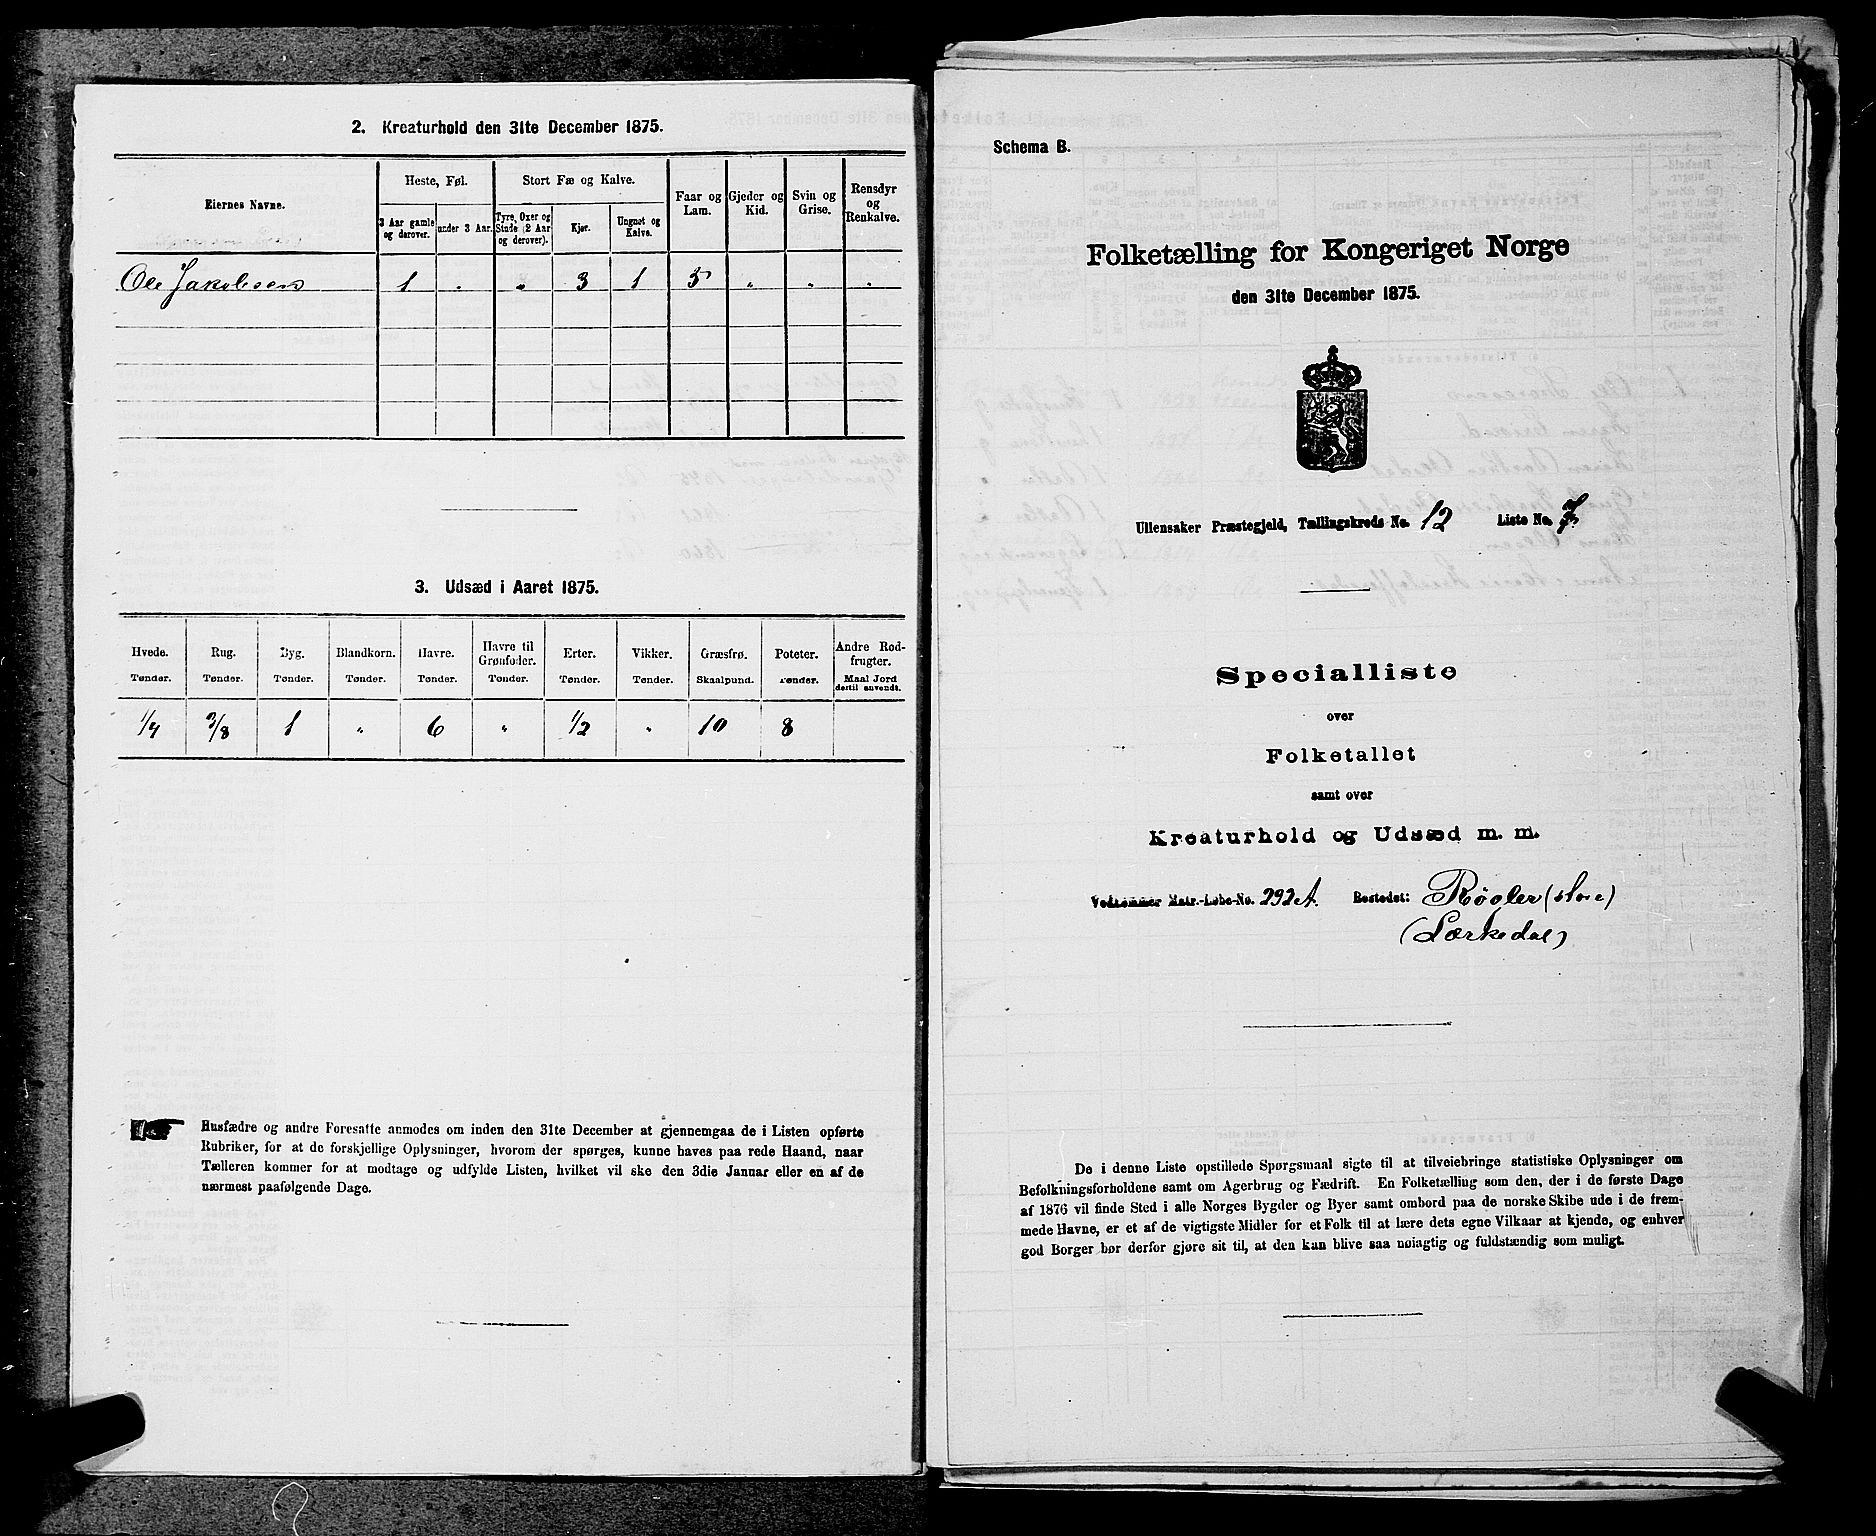 2. Kreaturhold den 31te December 1875.
Eiernes Navne.
Heste, Føl.
Stort Fæ og Kalve.
Faar og Lam.
Gjeder og Kid.
Svin og Grise.
Rensdyr og Renkalve.
3 Aar gamle og derover.
under 3 Aar.
Tyre, Oxer og Stude (2 Aar og derover).
Kjør.
Ungnøt og Kalve.
Ole Jakobsen 1 " " 3 1 5 " " "
3. Udsæd i Aaret 1875.
Hvede. Rug. Byg. Blandkorn. Havre. Havre til Grønfoder. Erter. Vikker. Græsfrø. Poteter. Andre Rodfrugter.
Tønder. Tønder. Tønder. Tønder. Tønder. Tønder. Tønder. Tønder. Skaalpund. Tønder. Maal Jord dertil anvendt.
1/4 3/8 1 " 6 " 1/2 " 10 8
Husfædre og andre Foresatte anmodes om inden den 31te December at gjennemgaa de i Listen opførte
Rubriker, for at de forskjellige Oplysninger, hvorom der spørges, kunne haves paa rede Haand, naar
Tælleren kommer for at modtage og udfylde Listen, hvilket vil ske den 3die Januar eller en af de
nærmest paafølgende Dage.
Schema B.
Folketælling for Kongeriget Norge
den 31te December 1875.
Ullensaker Præstegjeld, Tællingskreds No. 12 Liste No. 7
Specialliste
over
Folketallet
samt over
Kreaturhold og Udsæd m. m.
Vedkommer Matr.-Løbe-No. 292A. Bostedet: Røgler (store)
(Lærkedal)
De i denne Liste opstillede Spørgsmaal sigte til at tilveiebringe statistiske Oplysninger om
Befolkningsforholdene samt om Agerbrug og Fædrift. En Folketælling som den, der i de første Dage
af 1876 vil finde Sted i alle Norges Bygder og Byer samt ombord paa de norske Skibe ude i de frem-
mede Havne, er et af de vigtigste Midler for et Folk til at lære dets egne Vilkaar at kjende, og enhver
god Borger bør derfor gjøre sit til, at den kan blive saa nøiagtig og fuldstændig som muligt.